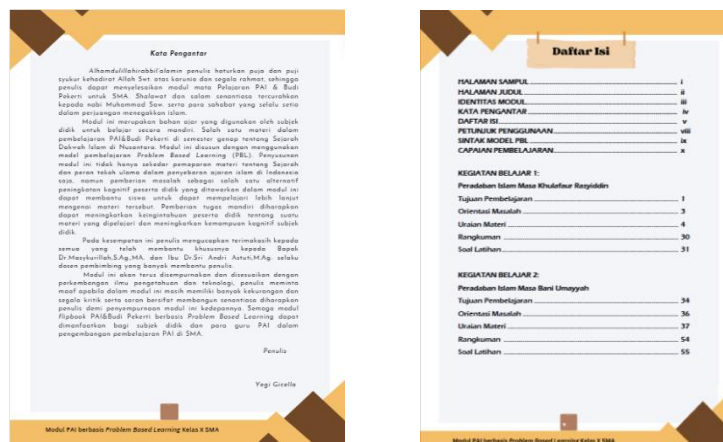 Kata Pengantar
Alhamdulillahirabbil'alamin penulis haturkan puja dan puji
syukur kehadirat Allah Swt. atas karunia dan segala rahmat, sehingga
penulis dapat menyelesaikan modul mata Pelajaran PAI & Budi
Pekerti untuk SMA. Shalawat dan salam senantiasa tercurahkan
kepada nabi Muhammad Saw. serta para sahabat yang selalu setia
dalam perjuangan menegakkan islam.
Modul ini merupakan bahan ajar yang digunakan oleh subjek
didik untuk belajar secara mandiri. Salah satu materi dalam
pembelajaran PAI&Budi Pekerti di semester genap tentang Sejarah
Dakwah Islam di Nusantara. Modul ini disusun dengan menggunakan
model pembelajaran Problem Based Learning (PBL). Penyusunan
modul ini tidak hanya sekedar pemaparan materi tentang Sejarah
dan peran tokoh ulama dalam penyebaran ajaran islam di Indonesia
saja, namun pemberian masalah sebagai salah satu alternatif
peningkatan kognitif peserta didik yang ditawarkan dalam modul ini
dapat membantu siswa untuk dapat mempelajari lebih lanjut
mengenai materi tersebut. Pemberian tugas mandiri diharapkan
dapat meningkatkan keingintahuan peserta didik tentang suatu
materi yang dipelajari dan meningkatkan kemampuan kognitif subjek
didik.
Pada kesempatan ini penulis mengucapkan terimakasih kepada
semua yang telah membantu khususnya kepada Bapak
Dr.Masykurillah,S.Ag.,MA. dan Ibu Dr.Sri Andri Astuti,M.Ag. selaku
dosen pembimbing yang banyak membantu penulis.
Modul ini akan terus disempurnakan dan disesuaikan dengan
perkembangan ilmu pengetahuan dan teknologi, penulis meminta
maaf apabila dalam modul ini masih memiliki banyak kekurangan dan
segala kritik serta saran bersifat membangun senantiasa diharapkan
penulis demi penyempurnaan modul ini kedepannya. Semoga modul
flipbook PAI&Budi Pekerti berbasis Problem Based Learning dapat
dimanfaatkan bagi subjek didik dan para guru PAI dalam
pengembangan pembelajaran PAI di SMA.
Penulis
Yegi Gicella
Modul PAI berbasis Problem Based Learning Kelas X SMA
Daftar Isi
HALAMAN SAMPUL i
HALAMAN JUDUL ii
IDENTITAS MODUL iii
KATA PENGANTAR iv
DAFTAR ISI v
PETUNJUK PENGGUNAAN viii
SINTAK MODEL PBL ix
CAPAIAN PEMBELAJARAN x
KEGIATAN BELAJAR 1:
Peradaban Islam Masa Khulafaur Rasyiddin
Tujuan Pembelajaran 1
Orientasi Masalah 3
Uraian Materi 4
Rangkuman 30
Soal Latihan 31
KEGIATAN BELAJAR 2:
Peradaban Islam Masa Bani Umayyah
Tujuan Pembelajaran 34
Orientasi Masalah 36
Uraian Materi 37
Rangkuman 54
Soal Latihan 55
Modul PAI berbasis Problem Based Learning Kelas X SMA